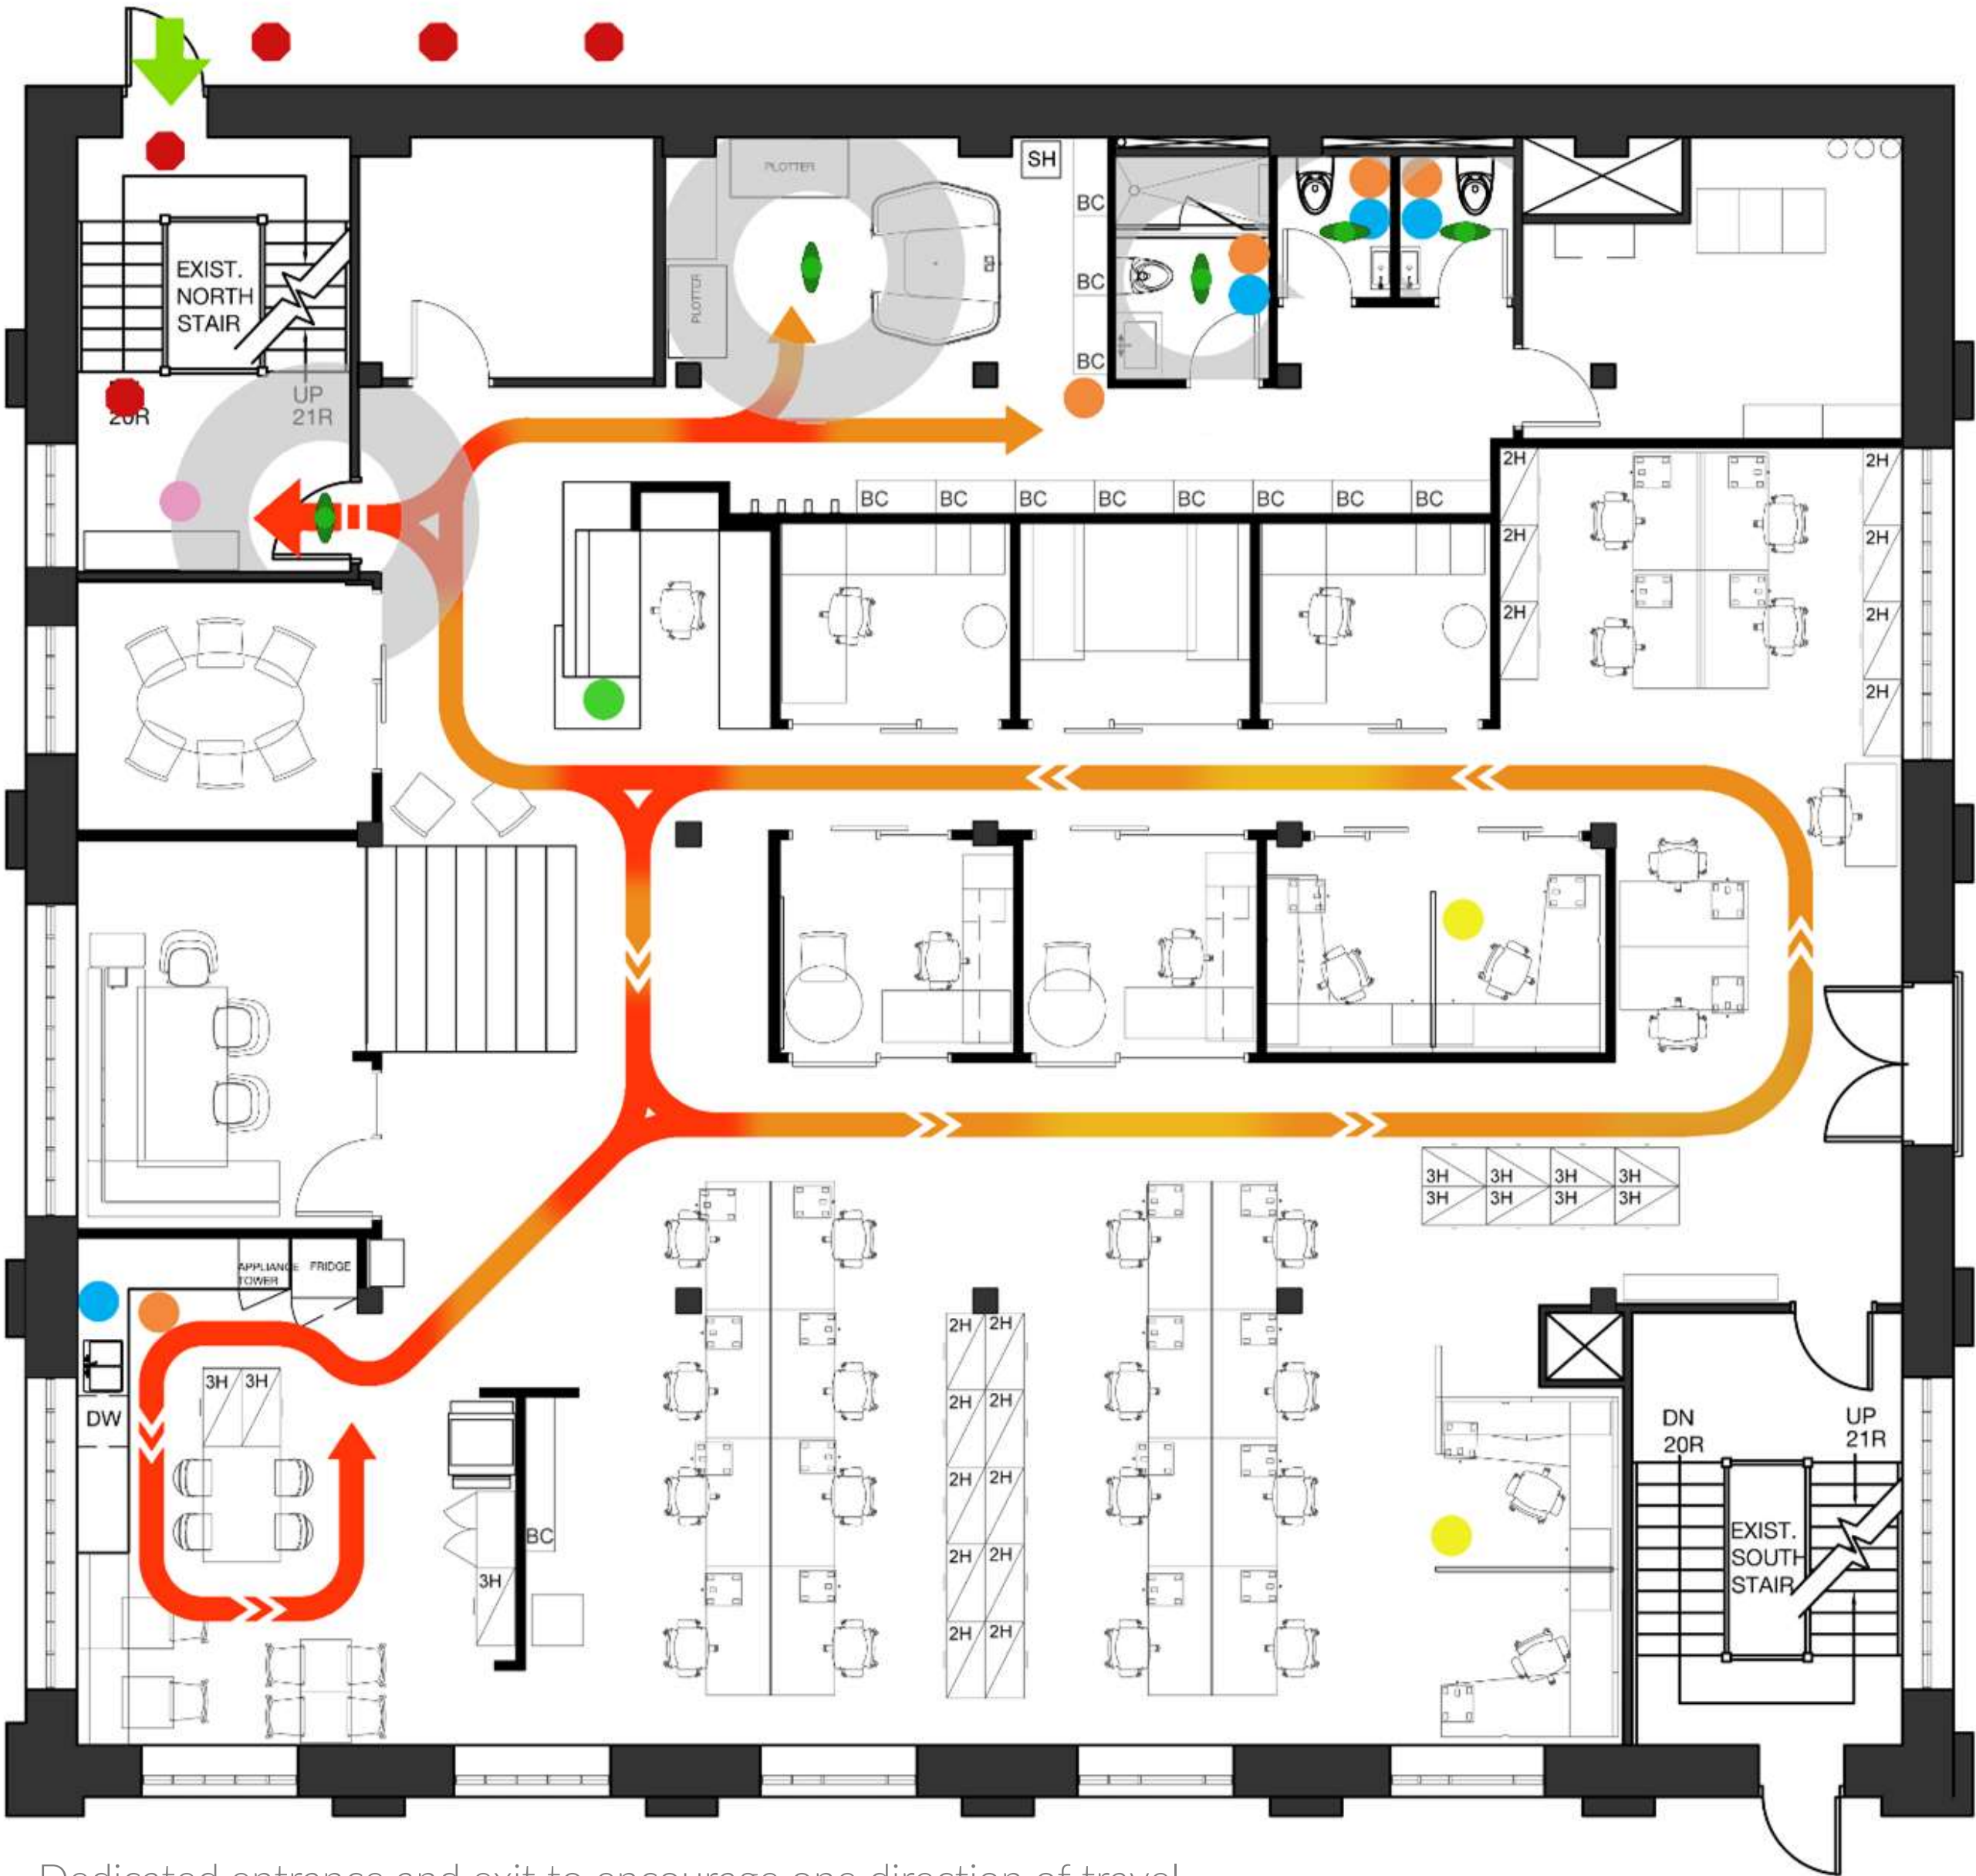 PLOTTER
SH
BC
EXIST.
NORTH
STAIR
PLOTTER
BC
BC
UP
21R
20R
BC BC BC BC BC BC BC BC
2H 2H
2H 2H
2H 2H
2H
3H 3H 3H 3H
3H 3H 3H 3H
APPLIANCE
TOWER
FRIDGE
2H 2H
3H 3H
2H 2H
DW
DN
20R
UP
21R
2H 2H
BC
EXIST.
SOUTH
STAIR
2H 2H
3H
2H 2H
Dedicated entrance and exit to encourage one direction of travel